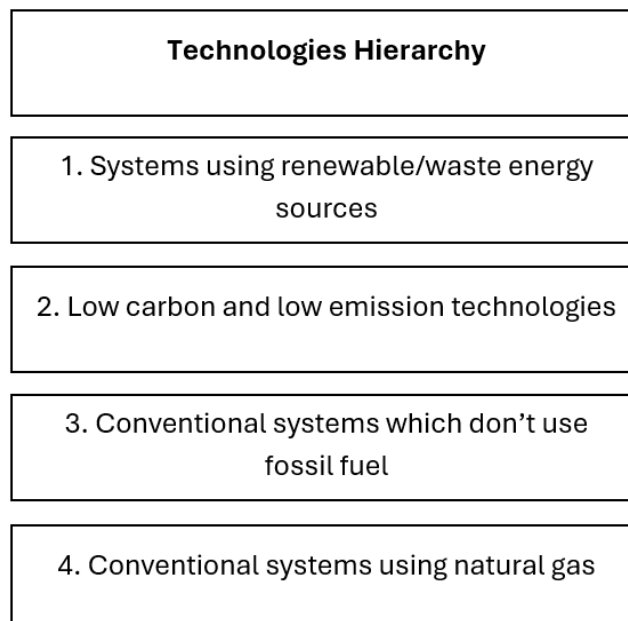 Technologies Hierarchy
1. Systems using renewable/waste energy
sources
2. Low carbon and low emission technologies
3. Conventional systems which don’t use
fossil fuel
4. Conventional systems using natural gas